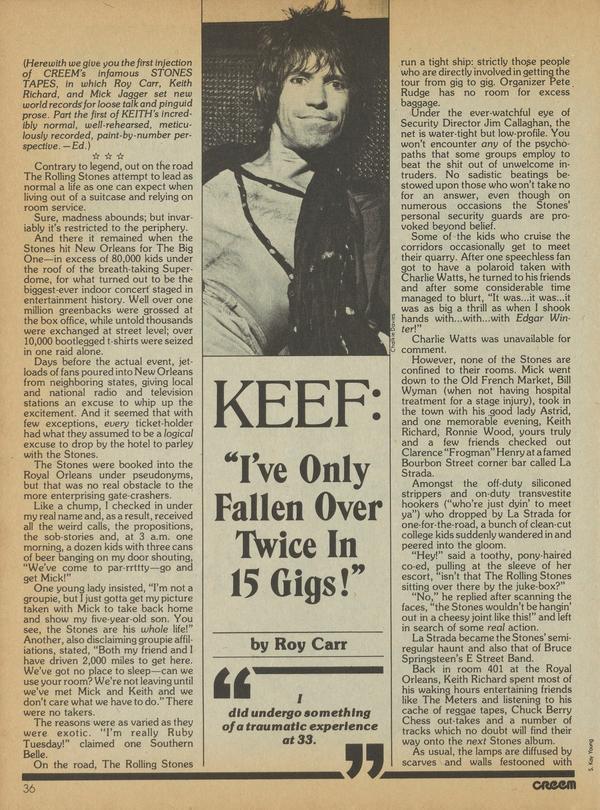 (Herewith we give you the first injection
of CREEM's infamous STONES
TAPES, in which Roy Carr, Keith
Richard, and Mick Jagger set new
world records for loose talk and pinguid
prose. Part the first of KEITH's incred-
ibly normal, well-rehearsed, meticu-
lously recorded, paint-by-number per-
spective. —Ed.)
☆ ☆ ☆
Contrary to legend, out on the road
The Rolling Stones attempt to lead as
normal a life as one can expect when
living out of a suitcase and relying on
room service.
Sure, madness abounds; but invar-
iably it's restricted to the periphery.
And there it remained when the
Stones hit New Orleans for The Big
One—in excess of 80,000 kids under
the roof of the breath-taking Super-
dome, for what turned out to be the
biggest-ever indoor concert staged in
entertainment history. Well over one
million greenbacks were grossed at
the box office, while untold thousands
were exchanged at street level; over
10,000 bootlegged t-shirts were seized
in one raid alone.
Days before the actual event, jet-
loads of fans poured into New Orleans
from neighboring states, giving local
and national radio and television
stations an excuse to whip up the
excitement. And it seemed that with
few exceptions, every ticket-holder
had what they assumed to be a logical
excuse to drop by the hotel to parley
with the Stones.
The Stones were booked into the
Royal Orleans under pseudonyms,
but that was no real obstacle to the
more enterprising gate-crashers.
Like a chump, I checked in under
my real name and, as a result, received
all the weird calls, the propositions,
the sob-stories and, at 3 a.m. one
morning, a dozen kids with three cans
of beer banging on my door shouting,
"We've come to par-rrttty—go and
get Mick!"
One young lady insisted, "I'm not a
groupie, but I just gotta get my picture
taken with Mick to take back home
and show my five-year-old son. You
see, the Stones are his whole life!"
Another, also disclaiming groupie affil-
iations, stated, "Both my friend and I
have driven 2,000 miles to get here.
We've got no place to sleep—can we
use your room? We're not leaving until
we've met Mick and Keith and we
don't care what we have to do." There
were no takers.
The reasons were as varied as they
were exotic. "I'm really Ruby
Tuesday!" claimed one Southern
Belle.
On the road, The Rolling Stones
36
Chalkie Davies
KEEF:
"I've Only
Fallen Over
Twice In
15 Gigs!"
by Roy Carr
“
I
did undergo something
of a traumatic experience
at 33.
”
run a tight ship: strictly those people
who are directly involved in getting the
tour from gig to gig. Organizer Pete
Rudge has no room for excess
baggage.
Under the ever-watchful eye of
Security Director Jim Callaghan, the
net is water-tight but low-profile. You
won't encounter any of the psycho-
paths that some groups employ to
beat the shit out of unwelcome in-
truders. No sadistic beatings be-
stowed upon those who won't take no
for an answer, even though on
numerous occasions the Stones'
personal security guards are pro-
voked beyond belief.
Some of the kids who cruise the
corridors occasionally get to meet
their quarry. After one speechless fan
got to have a polaroid taken with
Charlie Watts, he turned to his friends
and after some considerable time
managed to blurt, "It was...it was...it
was as big a thrill as when I shook
hands with...with...with Edgar Win-
ter!"
Charlie Watts was unavailable for
comment.
However, none of the Stones are
confined to their rooms. Mick went
down to the Old French Market, Bill
Wyman (when not having hospital
treatment for a stage injury), took in
the town with his good lady Astrid,
and one memorable evening, Keith
Richard, Ronnie Wood, yours truly
and a few friends checked out
Clarence "Frogman" Henry at a famed
Bourbon Street corner bar called La
Strada.
Amongst the off-duty siliconed
strippers and on-duty transvestite
hookers ("who're just dyin' to meet
ya") who dropped by La Strada for
one-for-the-road, a bunch of clean-cut
college kids suddenly wandered in and
peered into the gloom.
"Hey!" said a toothy, pony-haired
co-ed, pulling at the sleeve of her
escort, "isn't that The Rolling Stones
sitting over there by the juke-box?"
"No," he replied after scanning the
faces, "the Stones wouldn't be hangin'
out in a cheesy joint like this!" and left
in search of some real action.
La Strada became the Stones' semi-
regular haunt and also that of Bruce
Springsteen's E Street Band.
Back in room 401 at the Royal
Orleans, Keith Richard spent most of
his waking hours entertaining friends
like The Meters and listening to his
cache of reggae tapes, Chuck Berry
Chess out-takes and a number of
tracks which no doubt will find their
way onto the next Stones album.
As usual, the lamps are diffused by
scarves and walls festooned with
S. Kay Young
CREEM